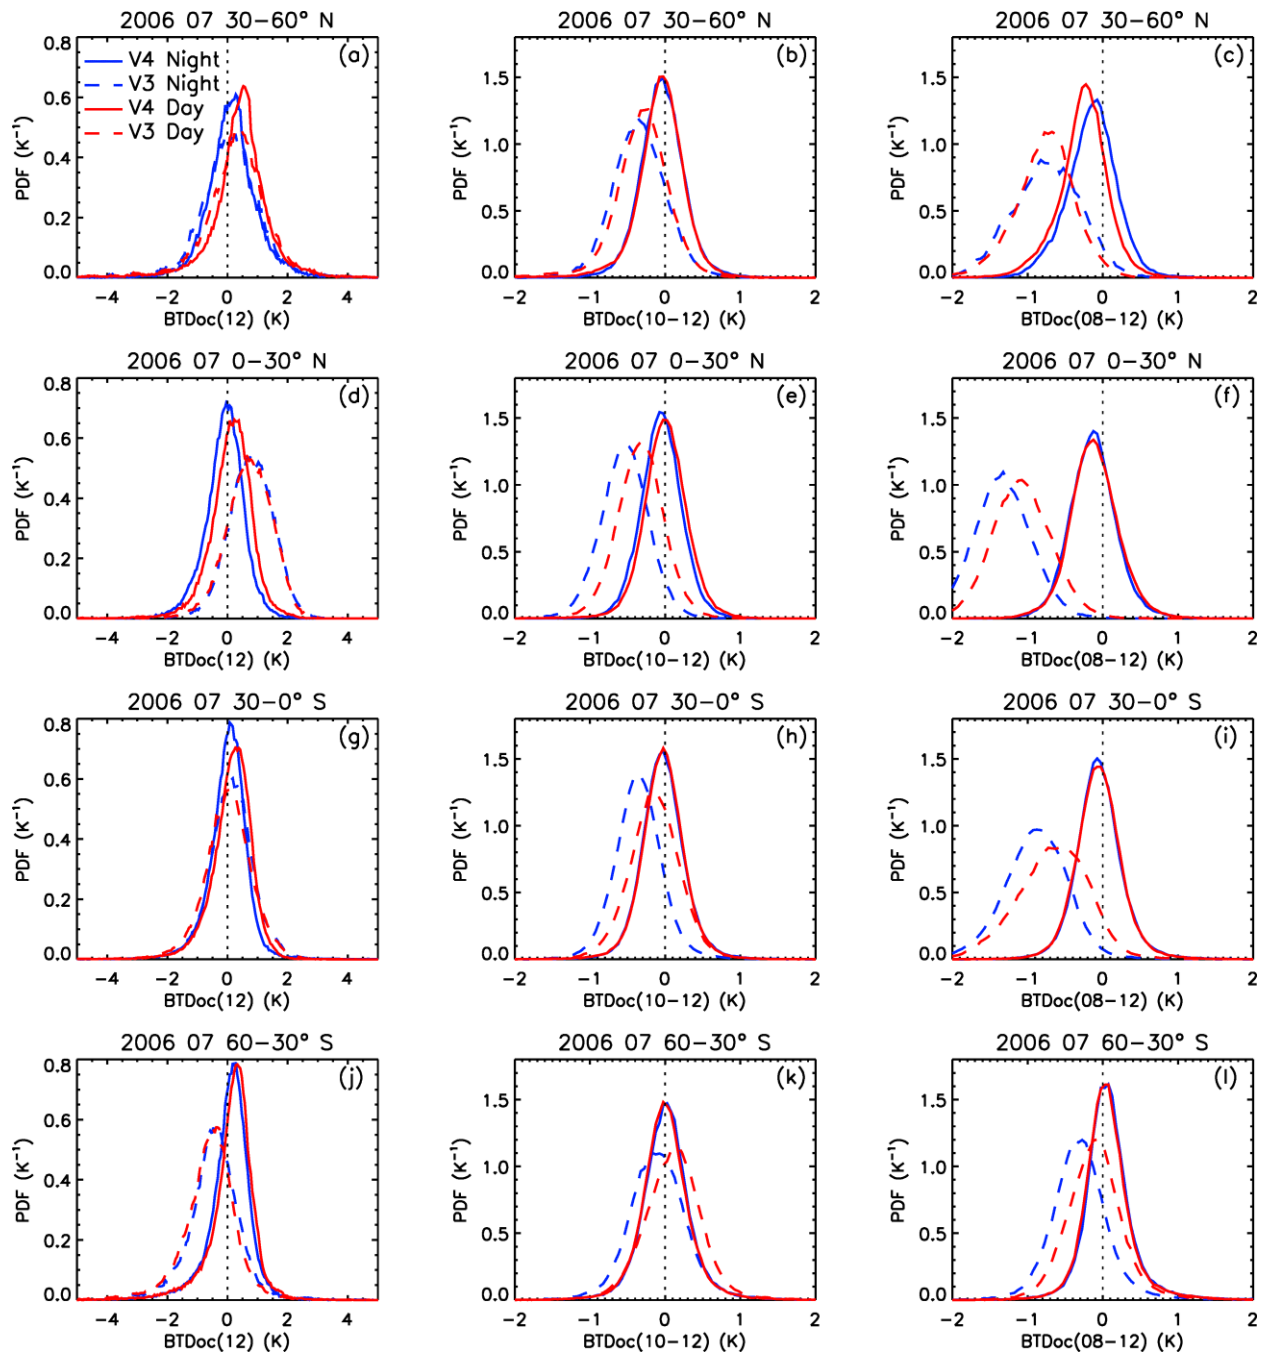 2006 07 30-60° N
2006 07 30-60° N
2006 07 30-60° N
(a)
(b)
(c)
V4 Night
V3 Night
V4 Day
V3 Day
PDF (K⁻¹)
0.8
0.6
0.4
0.2
0.0
-4 -2 0 2 4
BTDoc(12) (K)
PDF (K⁻¹)
1.5
1.0
0.5
0.0
-2 -1 0 1 2
BTDoc(10-12) (K)
PDF (K⁻¹)
1.5
1.0
0.5
0.0
-2 -1 0 1 2
BTDoc(08-12) (K)
2006 07 0-30° N
2006 07 0-30° N
2006 07 0-30° N
(d)
(e)
(f)
PDF (K⁻¹)
0.8
0.6
0.4
0.2
0.0
-4 -2 0 2 4
BTDoc(12) (K)
PDF (K⁻¹)
1.5
1.0
0.5
0.0
-2 -1 0 1 2
BTDoc(10-12) (K)
PDF (K⁻¹)
1.5
1.0
0.5
0.0
-2 -1 0 1 2
BTDoc(08-12) (K)
2006 07 30-0° S
2006 07 30-0° S
2006 07 30-0° S
(g)
(h)
(i)
PDF (K⁻¹)
0.8
0.6
0.4
0.2
0.0
-4 -2 0 2 4
BTDoc(12) (K)
PDF (K⁻¹)
1.5
1.0
0.5
0.0
-2 -1 0 1 2
BTDoc(10-12) (K)
PDF (K⁻¹)
1.5
1.0
0.5
0.0
-2 -1 0 1 2
BTDoc(08-12) (K)
2006 07 60-30° S
2006 07 60-30° S
2006 07 60-30° S
(j)
(k)
(l)
PDF (K⁻¹)
0.8
0.6
0.4
0.2
0.0
-4 -2 0 2 4
BTDoc(12) (K)
PDF (K⁻¹)
1.5
1.0
0.5
0.0
-2 -1 0 1 2
BTDoc(10-12) (K)
PDF (K⁻¹)
1.5
1.0
0.5
0.0
-2 -1 0 1 2
BTDoc(08-12) (K)